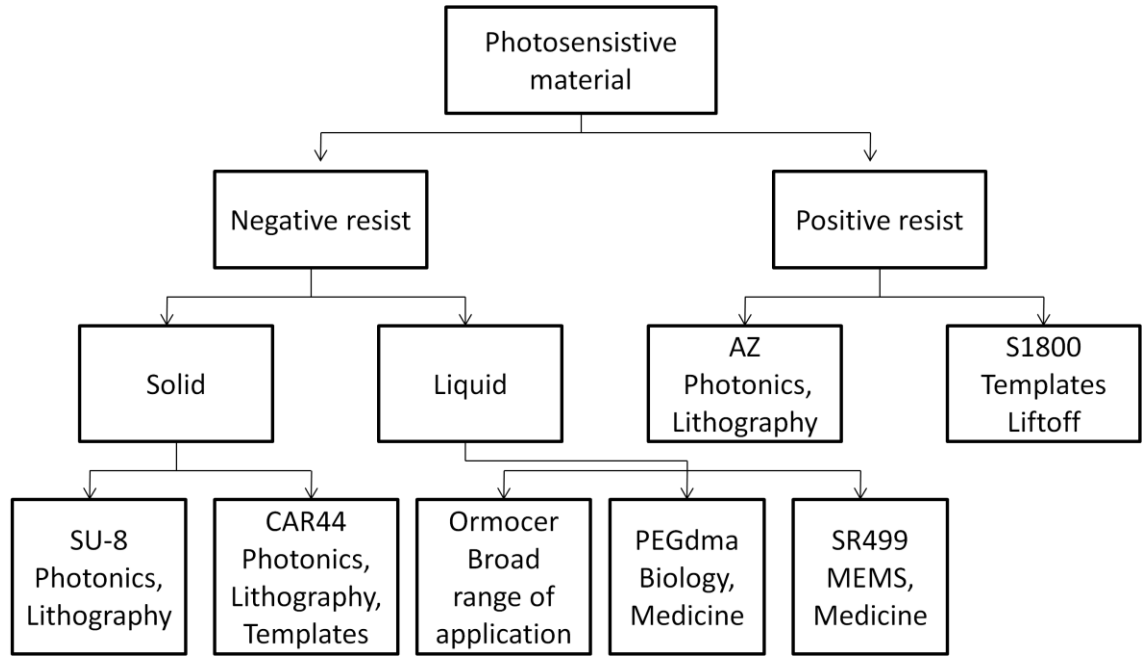 Photosensistive
material
Negative resist
Positive resist
Solid
Liquid
AZ
Photonics,
Lithography
S1800
Templates
Liftoff
SU-8
Photonics,
Lithography
CAR44
Photonics,
Lithography,
Templates
Ormocer
Broad
range of
application
PEGdma
Biology,
Medicine
SR499
MEMS,
Medicine